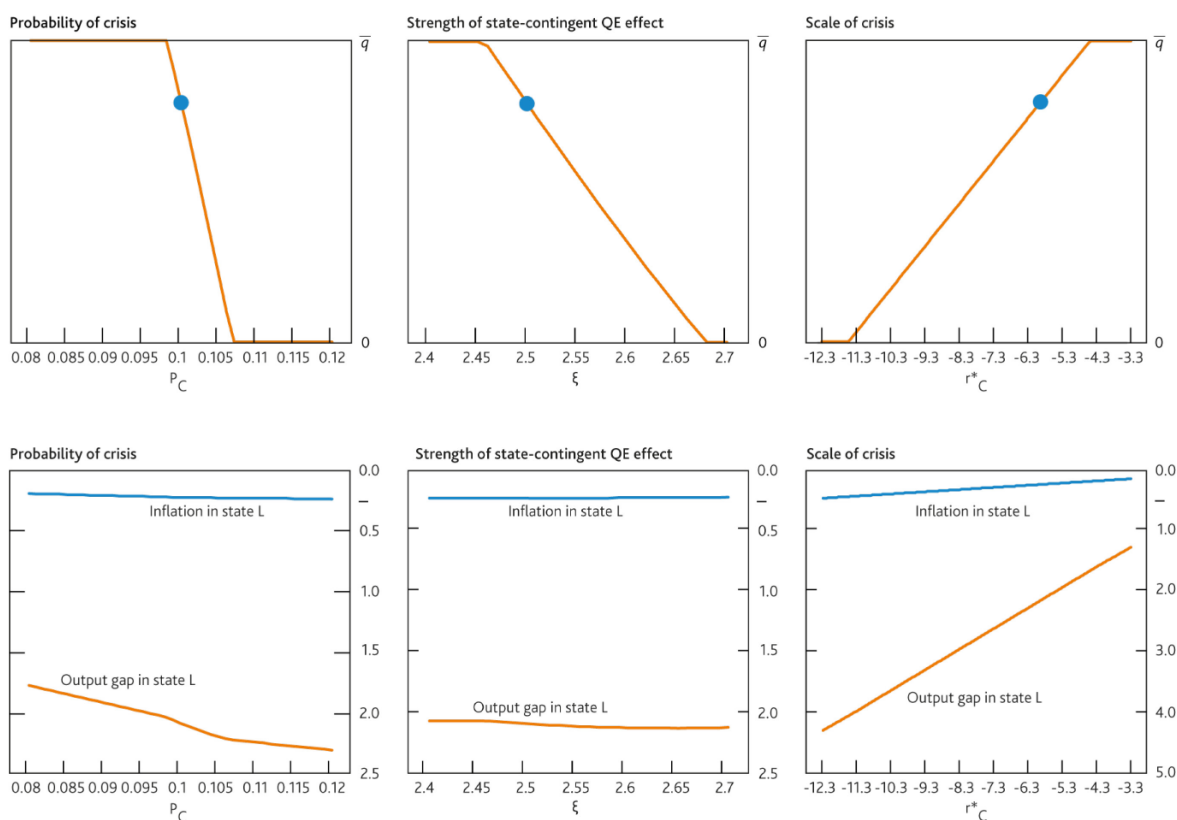 Probability of crisis
q̅
0
0.08 0.085 0.09 0.095 0.1 0.105 0.11 0.115 0.12
P_C
Strength of state-contingent QE effect
q̅
0
2.4 2.45 2.5 2.55 2.6 2.65 2.7
ξ
Scale of crisis
q̅
0
-12.3 -11.3 -10.3 -9.3 -8.3 -7.3 -6.3 -5.3 -4.3 -3.3
r*_C
Probability of crisis
0.0
–
0.5
1.0
1.5
2.0
2.5
Inflation in state L
Output gap in state L
0.08 0.085 0.09 0.095 0.1 0.105 0.11 0.115 0.12
P_C
Strength of state-contingent QE effect
0.0
–
0.5
1.0
1.5
2.0
2.5
Inflation in state L
Output gap in state L
2.4 2.45 2.5 2.55 2.6 2.65 2.7
ξ
Scale of crisis
0.0
–
1.0
2.0
3.0
4.0
5.0
Inflation in state L
Output gap in state L
-12.3 -11.3 -10.3 -9.3 -8.3 -7.3 -6.3 -5.3 -4.3 -3.3
r*_C